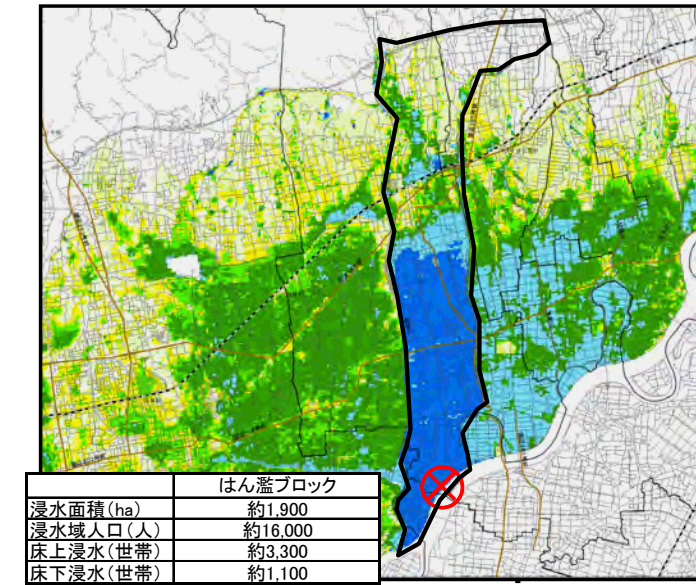 はん濫ブロック
浸水面積(ha) 約1,900
浸水域人口(人) 約16,000
床上浸水(世帯) 約3,300
床下浸水(世帯) 約1,100